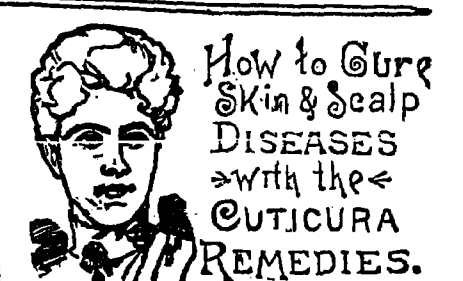 How to Cure
Skin & Scalp
DISEASES
with the
CUTICURA
REMEDIES.